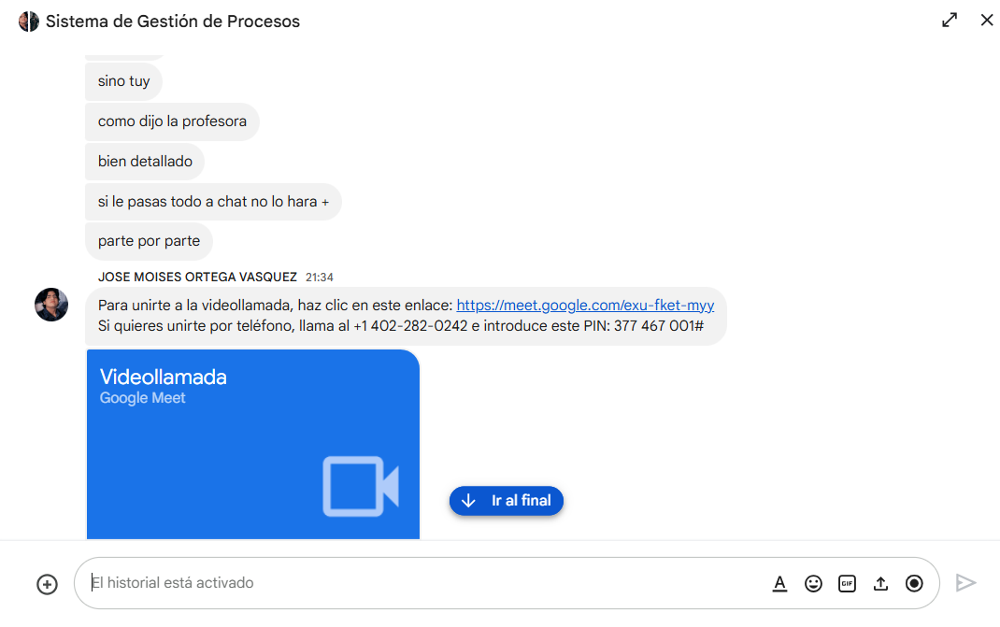 Sistema de Gestión de Procesos
sino tuy
como dijo la profesora
bien detallado
si le pasas todo a chat no lo hara +
parte por parte
JOSE MOISES ORTEGA VASQUEZ 21:34
Para unirte a la videollamada, haz clic en este enlace: https://meet.google.com/exu-fket-myy
Si quieres unirte por teléfono, llama al +1 402-282-0242 e introduce este PIN: 377 467 001#
Videollamada
Google Meet
Ir al final
El historial está activado
A
GIF